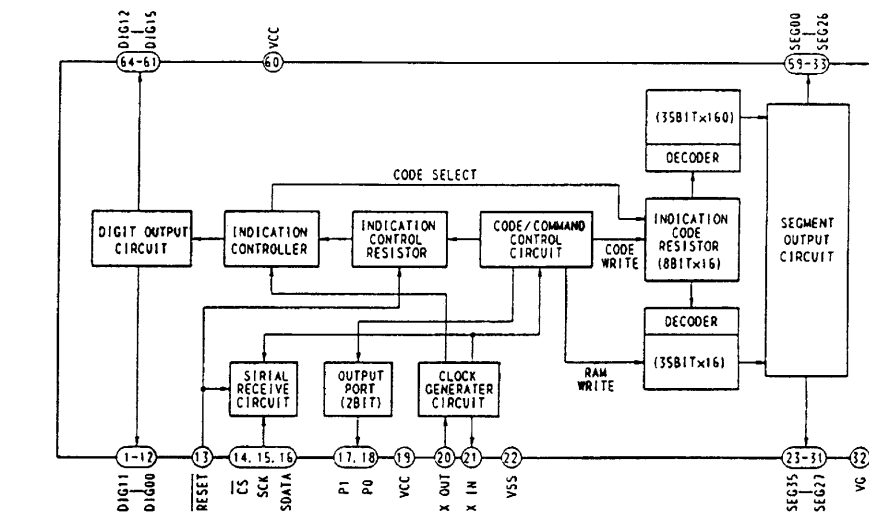 DIG12
DIG15
VCC
SEG00
SEG26
64-61
60
59-33
(35BIT×160)
DECODER
CODE SELECT
DIGIT OUTPUT
CIRCUIT
INDICATION
CONTROLLER
INDICATION
CONTROL
RESISTOR
CODE/COMMAND
CONTROL
CIRCUIT
CODE
WRITE
INDICATION
CODE
RESISTOR
(8BIT×16)
SEGMENT
OUTPUT
CIRCUIT
DECODER
(35BIT×16)
RAM
WRITE
SIRIAL
RECEIVE
CIRCUIT
OUTPUT
PORT
(2BIT)
CLOCK
GENERATER
CIRCUIT
1-12
13
14.15.16
17.18
19
20
21
22
23-31
32
DIG11
DIG00
RESET
CS
SCK
SDATA
P1
P0
VCC
X OUT
X IN
VSS
SEG35
SEG27
VG